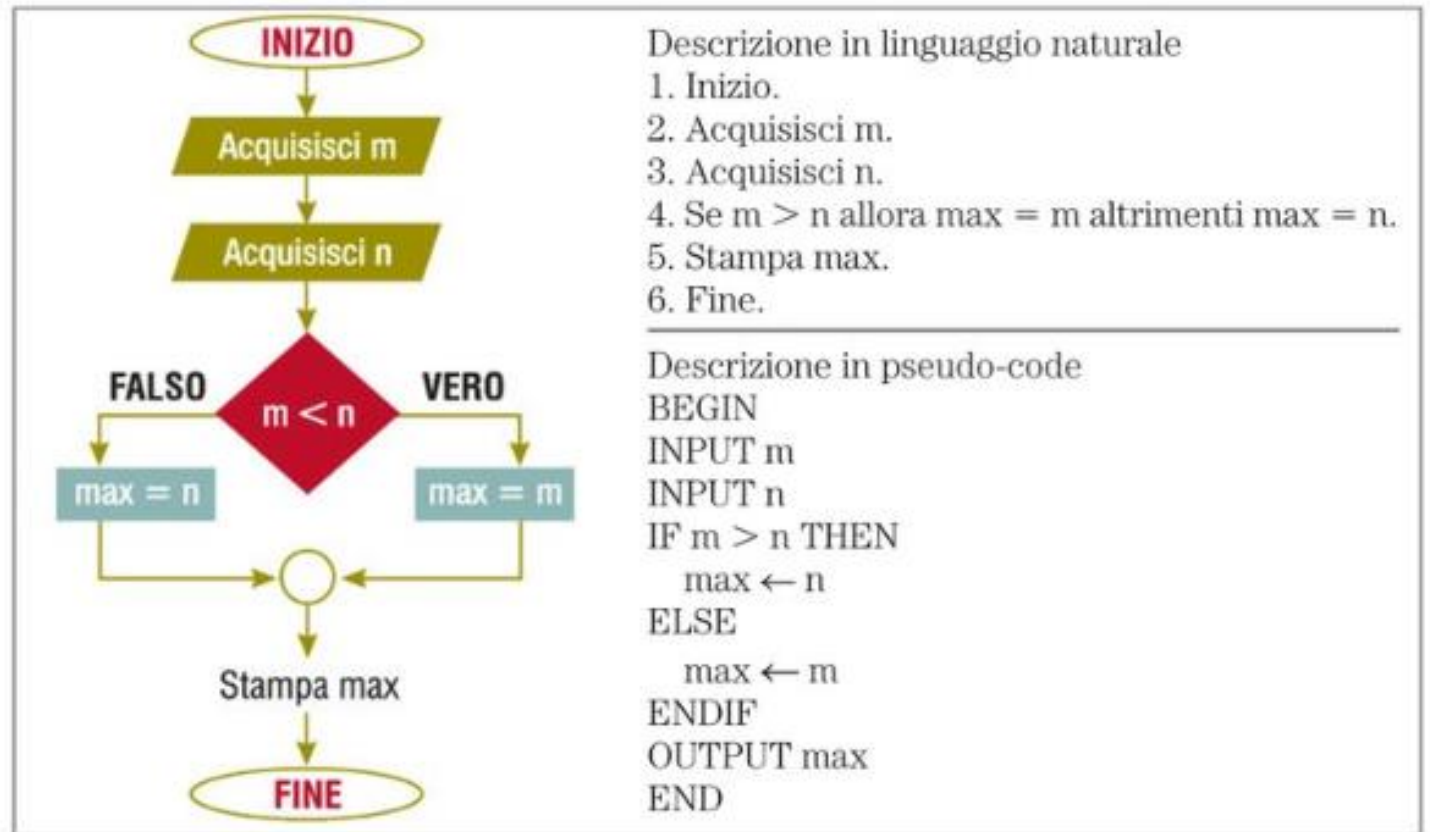 INIZIO
Acquisisci m
Acquisisci n
FALSO
VERO
m < n
max = n
max = m
Stampa max
FINE
Descrizione in linguaggio naturale
1. Inizio.
2. Acquisisci m.
3. Acquisisci n.
4. Se m > n allora max = m altrimenti max = n.
5. Stampa max.
6. Fine.
Descrizione in pseudo-code
BEGIN
INPUT m
INPUT n
IF m > n THEN
max ← n
ELSE
max ← m
ENDIF
OUTPUT max
END